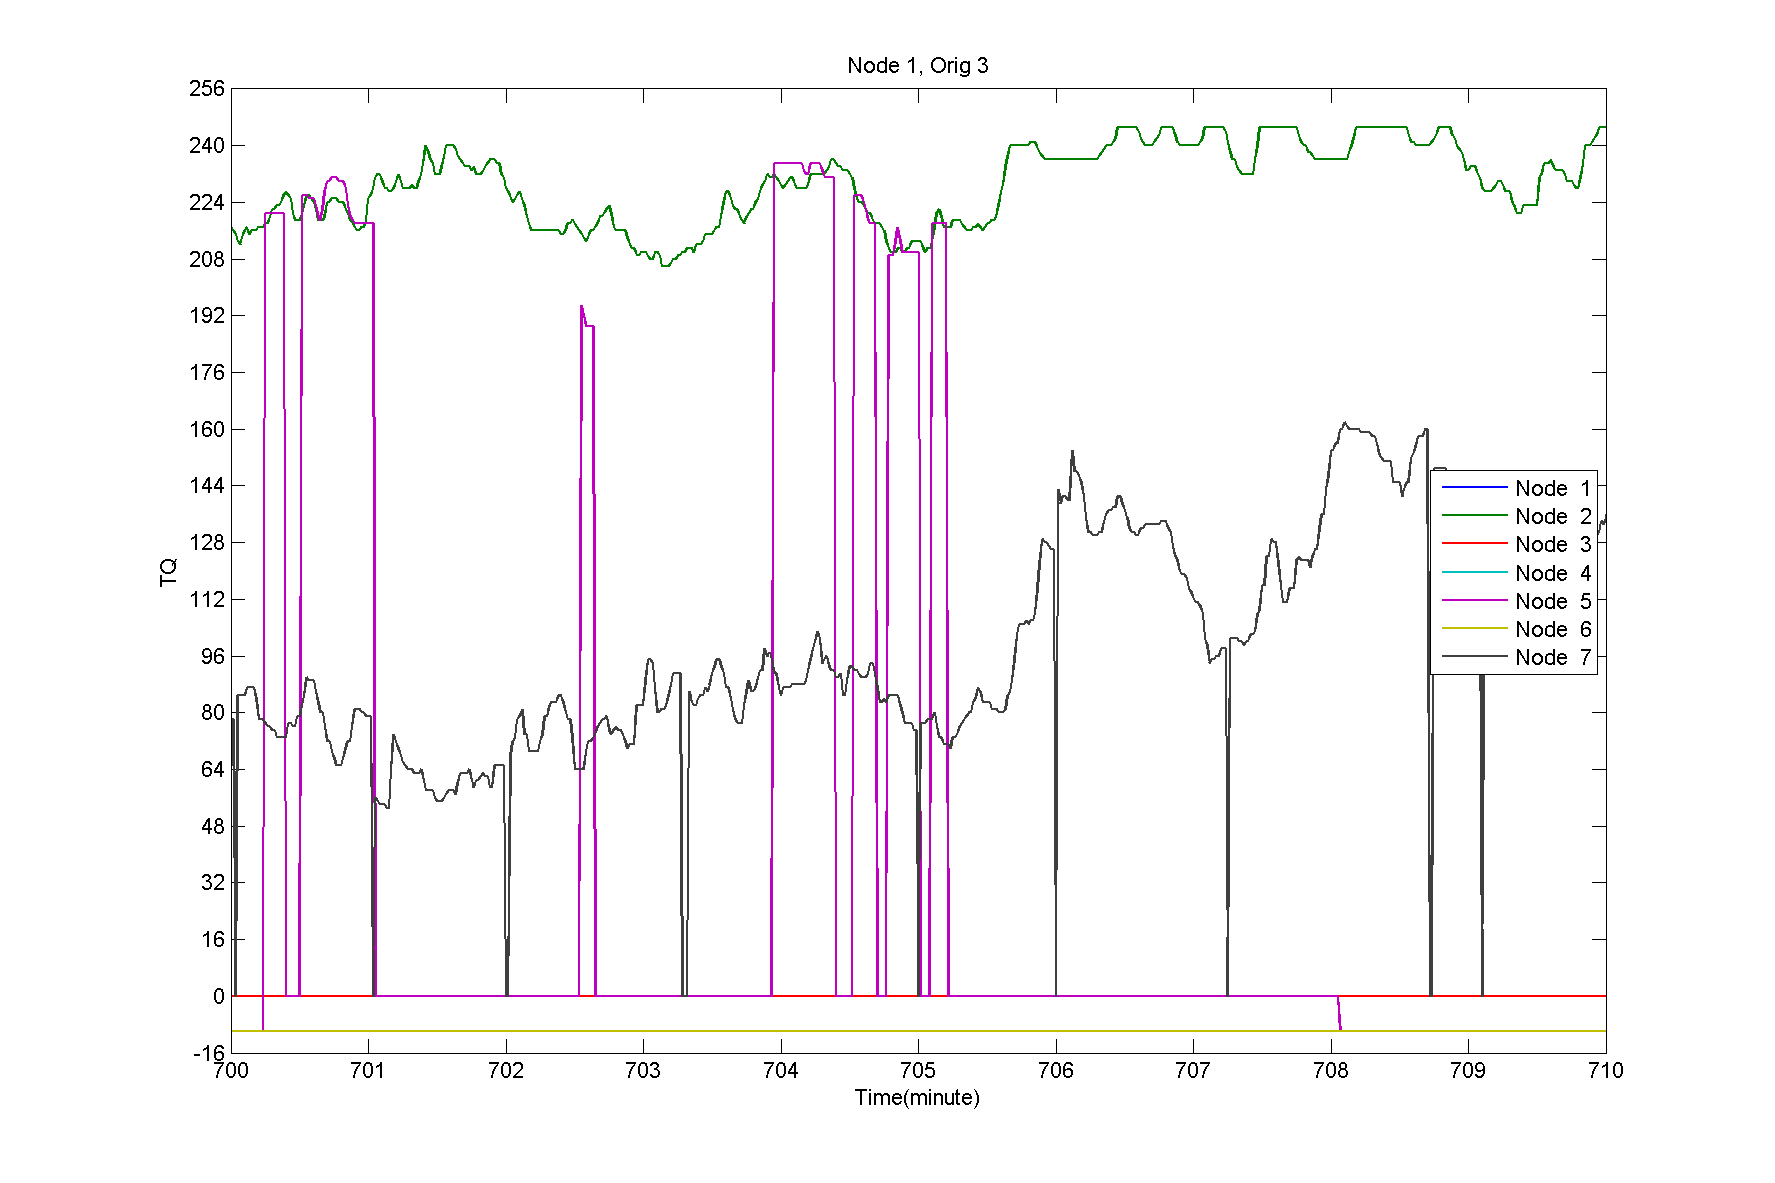 Node 1, Orig 3
256
240
224
208
192
176
160
144
128
112
96
80
64
48
32
16
0
-16
TQ
700 701 702 703 704 705 706 707 708 709 710
Time(minute)
Node 1
Node 2
Node 3
Node 4
Node 5
Node 6
Node 7